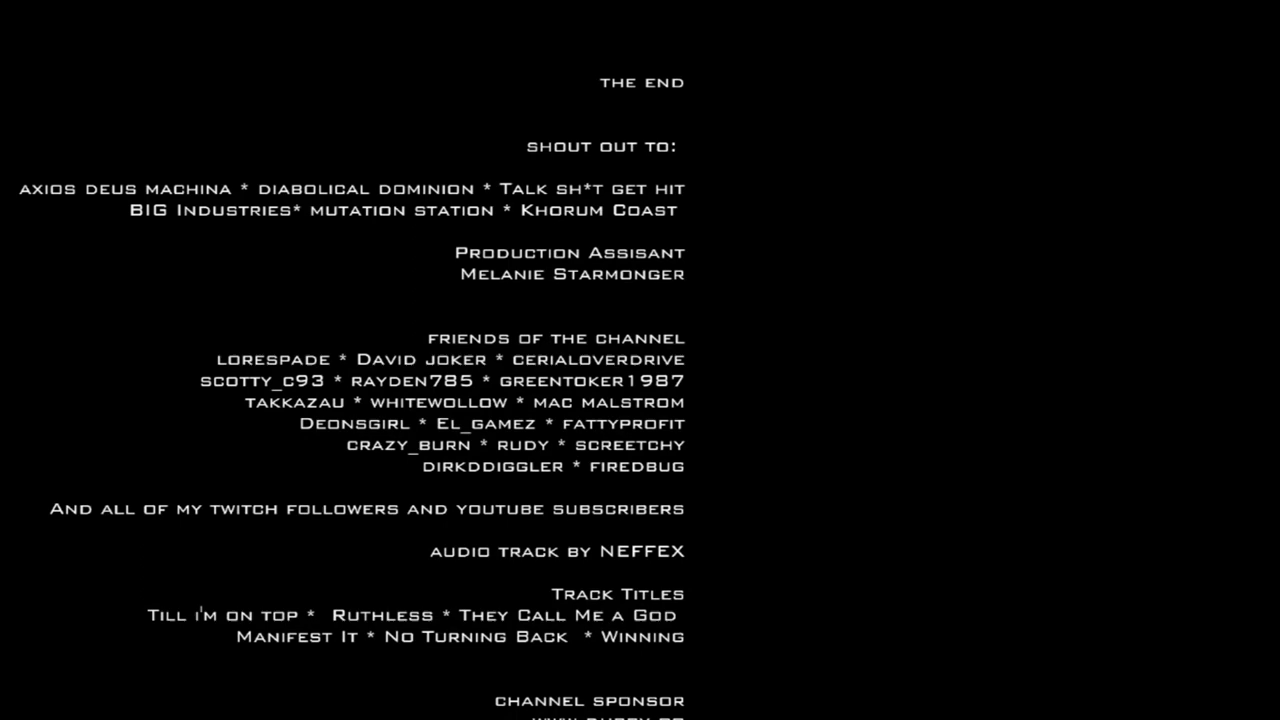 THE END
SHOUT OUT TO:
AXIOS DEUS MACHINA * DIABOLICAL DOMINION * TALK SH*T GET HIT
BIG INDUSTRIES* MUTATION STATION * KHORUM COAST
PRODUCTION ASSISANT
MELANIE STARMONGER
FRIENDS OF THE CHANNEL
LORESPADE * DAVID JOKER * CERIALOVERDRIVE
SCOTTY_C93 * RAYDEN785 * GREENTOKER1987
TAKKAZAU * WHITEWOLLOW * MAC MALSTROM
DEONSGIRL * EL_GAMEZ * FATTYPROFIT
CRAZY_BURN * RUDY * SCREETCHY
DIRKDDIGGLER * FIREDBUG
AND ALL OF MY TWITCH FOLLOWERS AND YOUTUBE SUBSCRIBERS
AUDIO TRACK BY NEFFEX
TRACK TITLES
TILL I'M ON TOP * RUTHLESS * THEY CALL ME A GOD
MANIFEST IT * NO TURNING BACK * WINNING
CHANNEL SPONSOR